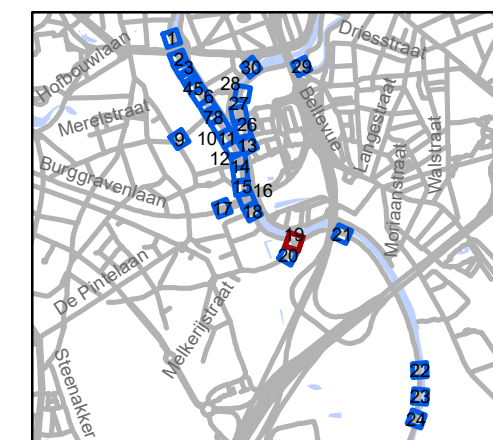 1
Driesstraat
Hofbouwlaan
2
3
30
29
28
4
5
6
27
Bellevue
Langestraat
Merelstraat
7
8
26
9
10
11
13
12
Walstraat
Moriaanstraat
Burggravenlaan
14
15
16
17
18
19
21
20
De Pintelaan
Melkerijstraat
Steenakker
22
23
24